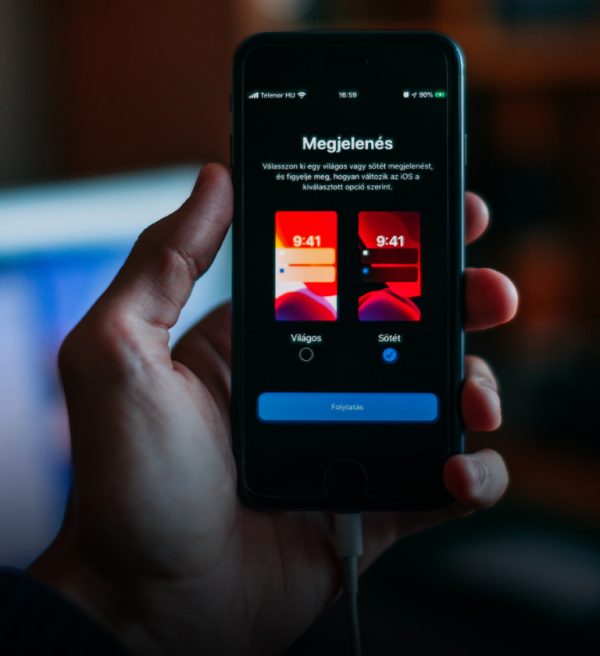 Telenor HU 16:59 90%
Megjelenés
Válasszon ki egy világos vagy sötét megjelenést,
és figyelje meg, hogyan változik az iOS a
kiválasztott opció szerint.
9:41 9:41
Világos Sötét
Folytatás